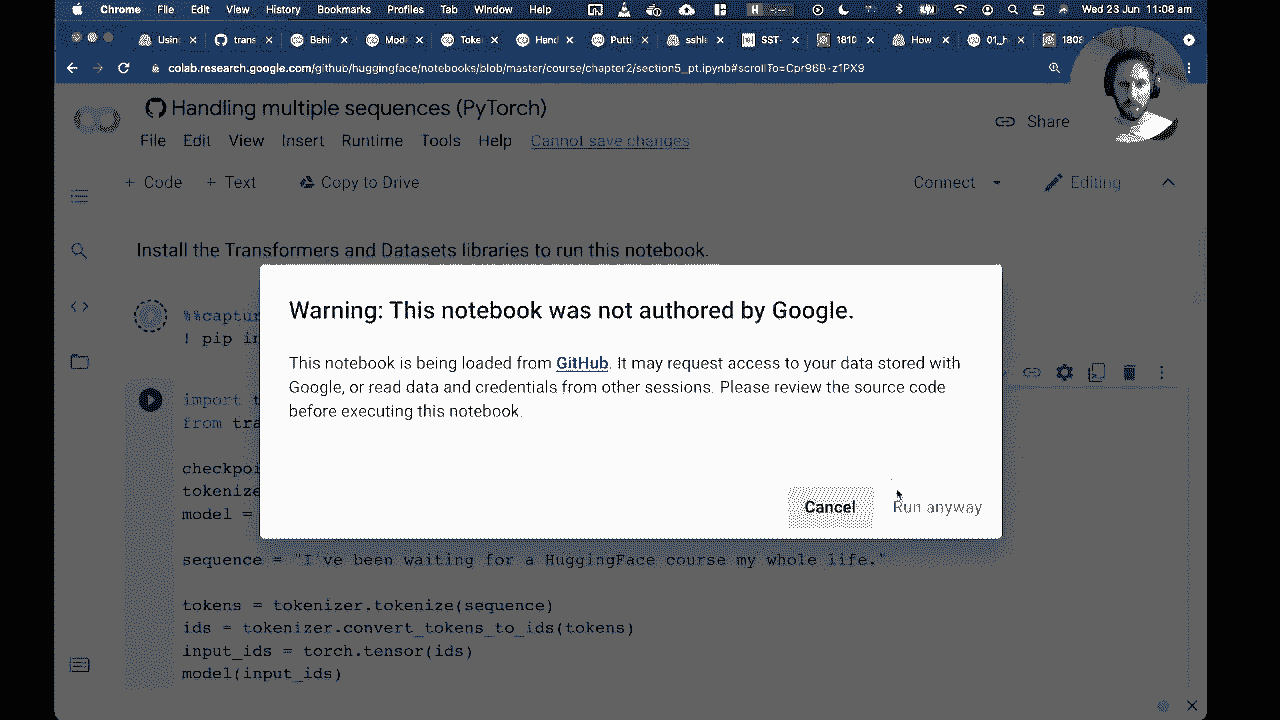 Chrome File Edit View History Bookmarks Profiles Tab Window Help Wed 23 Jun 11:08 am
Usin trans Behi Mod Toke Hand Putti sshl SST- 1810 How 01_h 1808
colab.research.google.com/github/huggingface/notebooks/blob/master/course/chapter2/section5_pt.ipynb#scrollTo=Cpr96B-z1PX9
Handling multiple sequences (PyTorch)
File Edit View Insert Runtime Tools Help Cannot save changes
Share
+ Code + Text Copy to Drive Connect Editing
Install the Transformers and Datasets libraries to run this notebook.
%%captur
! pip in
Warning: This notebook was not authored by Google.
This notebook is being loaded from GitHub. It may request access to your data stored with
Google, or read data and credentials from other sessions. Please review the source code
before executing this notebook.
Cancel Run anyway
import t
from tra
checkpoi
tokenize
model =
sequence = "I've been waiting for a HuggingFace course my whole life."
tokens = tokenizer.tokenize(sequence)
ids = tokenizer.convert_tokens_to_ids(tokens)
input_ids = torch.tensor(ids)
model(input_ids)